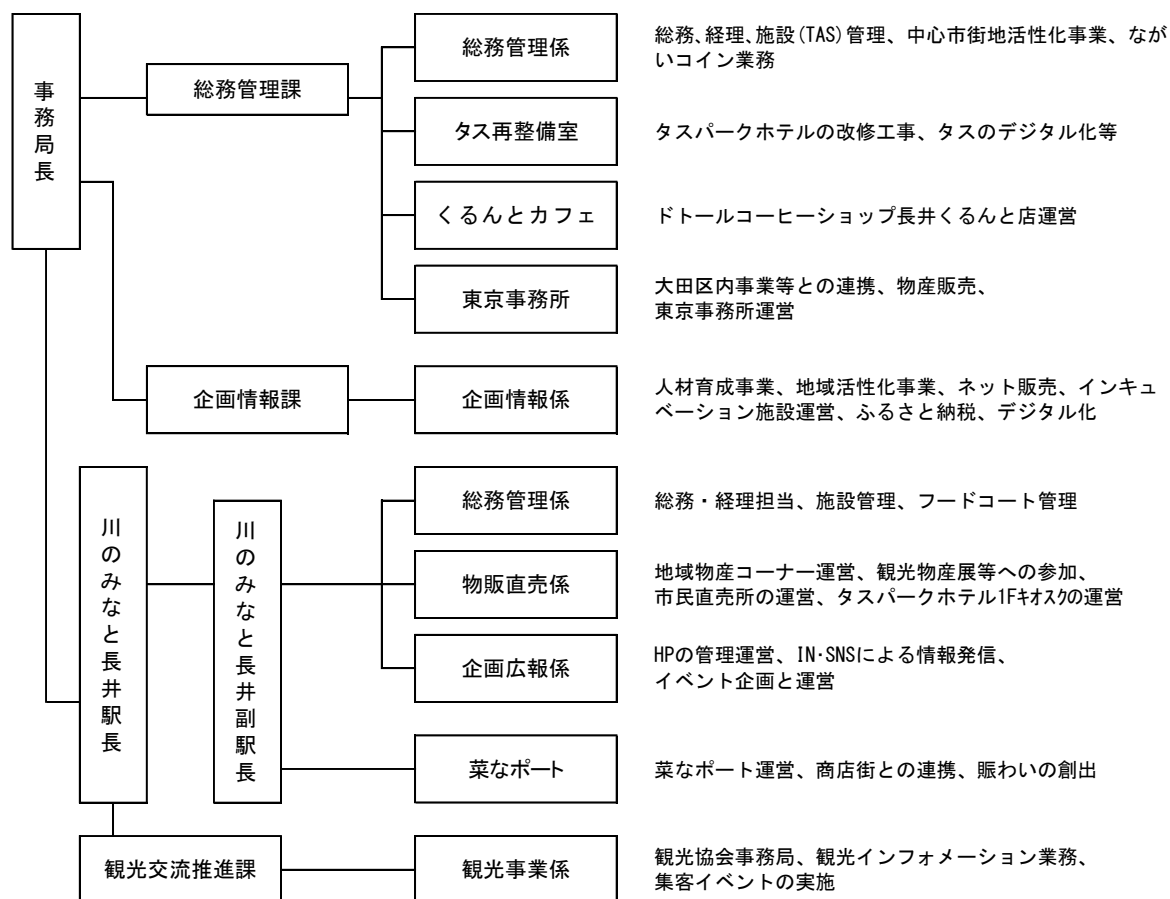 事務局長
総務管理課
総務管理係
総務、経理、施設(TAS)管理、中心市街地活性化事業、なが
いコイン業務
タス再整備室
タスパークホテルの改修工事、タスのデジタル化等
くるんとカフェ
ドトールコーヒーショップ長井くるんと店運営
東京事務所
大田区内事業等との連携、物産販売、
東京事務所運営
企画情報課
企画情報係
人材育成事業、地域活性化事業、ネット販売、インキュ
ベーション施設運営、ふるさと納税、デジタル化
川のみなと長井駅長
川のみなと長井副駅長
総務管理係
総務・経理担当、施設管理、フードコート管理
物販直売係
地域物産コーナー運営、観光物産展等への参加、
市民直売所の運営、タスパークホテル1Fキオスクの運営
企画広報係
HPの管理運営、IN・SNSによる情報発信、
イベント企画と運営
菜なポート
菜なポート運営、商店街との連携、賑わいの創出
観光交流推進課
観光事業係
観光協会事務局、観光インフォメーション業務、
集客イベントの実施